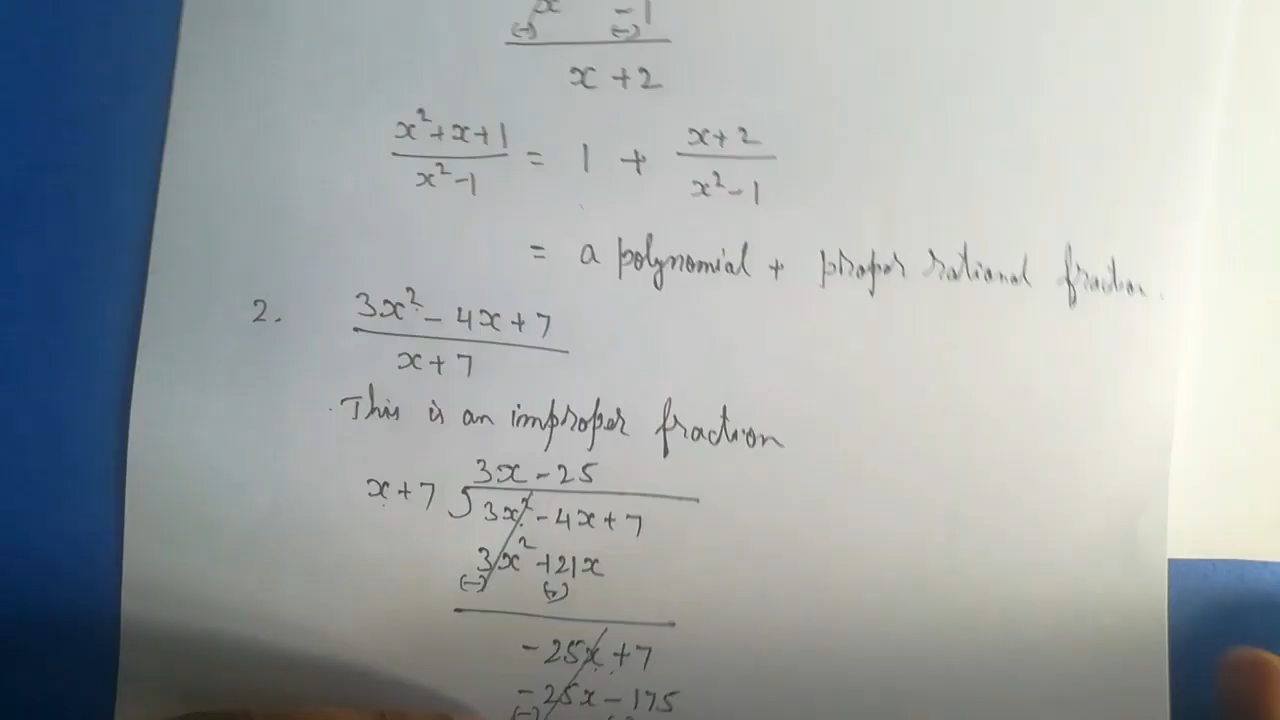 x -1
(-) (-)
x + 2
x²+x+1 / x²-1 = 1 + x+2 / x²-1
= a polynomial + proper rational fraction.
2. 3x² - 4x + 7 / x + 7
This is an improper fraction
3x - 25
x + 7 ) 3x² - 4x + 7
3x² + 21x
(-) (-)
- 25x + 7
- 25x - 175
(-)